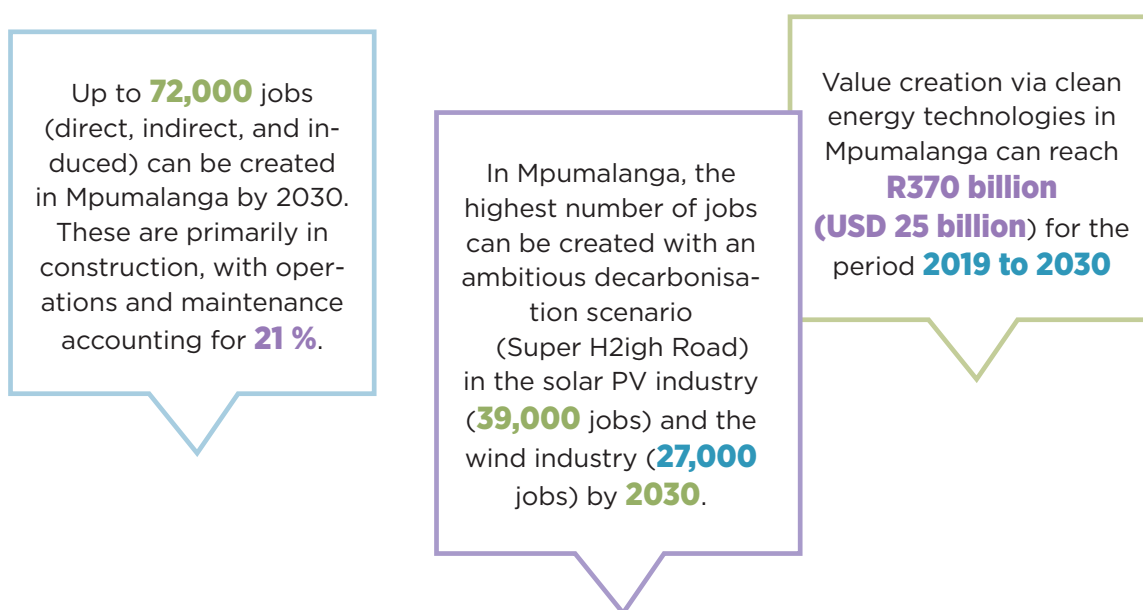 Up to 72,000 jobs
(direct, indirect, and in-
duced) can be created
in Mpumalanga by 2030.
These are primarily in
construction, with oper-
ations and maintenance
accounting for 21 %.
In Mpumalanga, the
highest number of jobs
can be created with an
ambitious decarbonisa-
tion scenario
(Super H2igh Road)
in the solar PV industry
(39,000 jobs) and the
wind industry (27,000
jobs) by 2030.
Value creation via clean
energy technologies in
Mpumalanga can reach
R370 billion
(USD 25 billion) for the
period 2019 to 2030